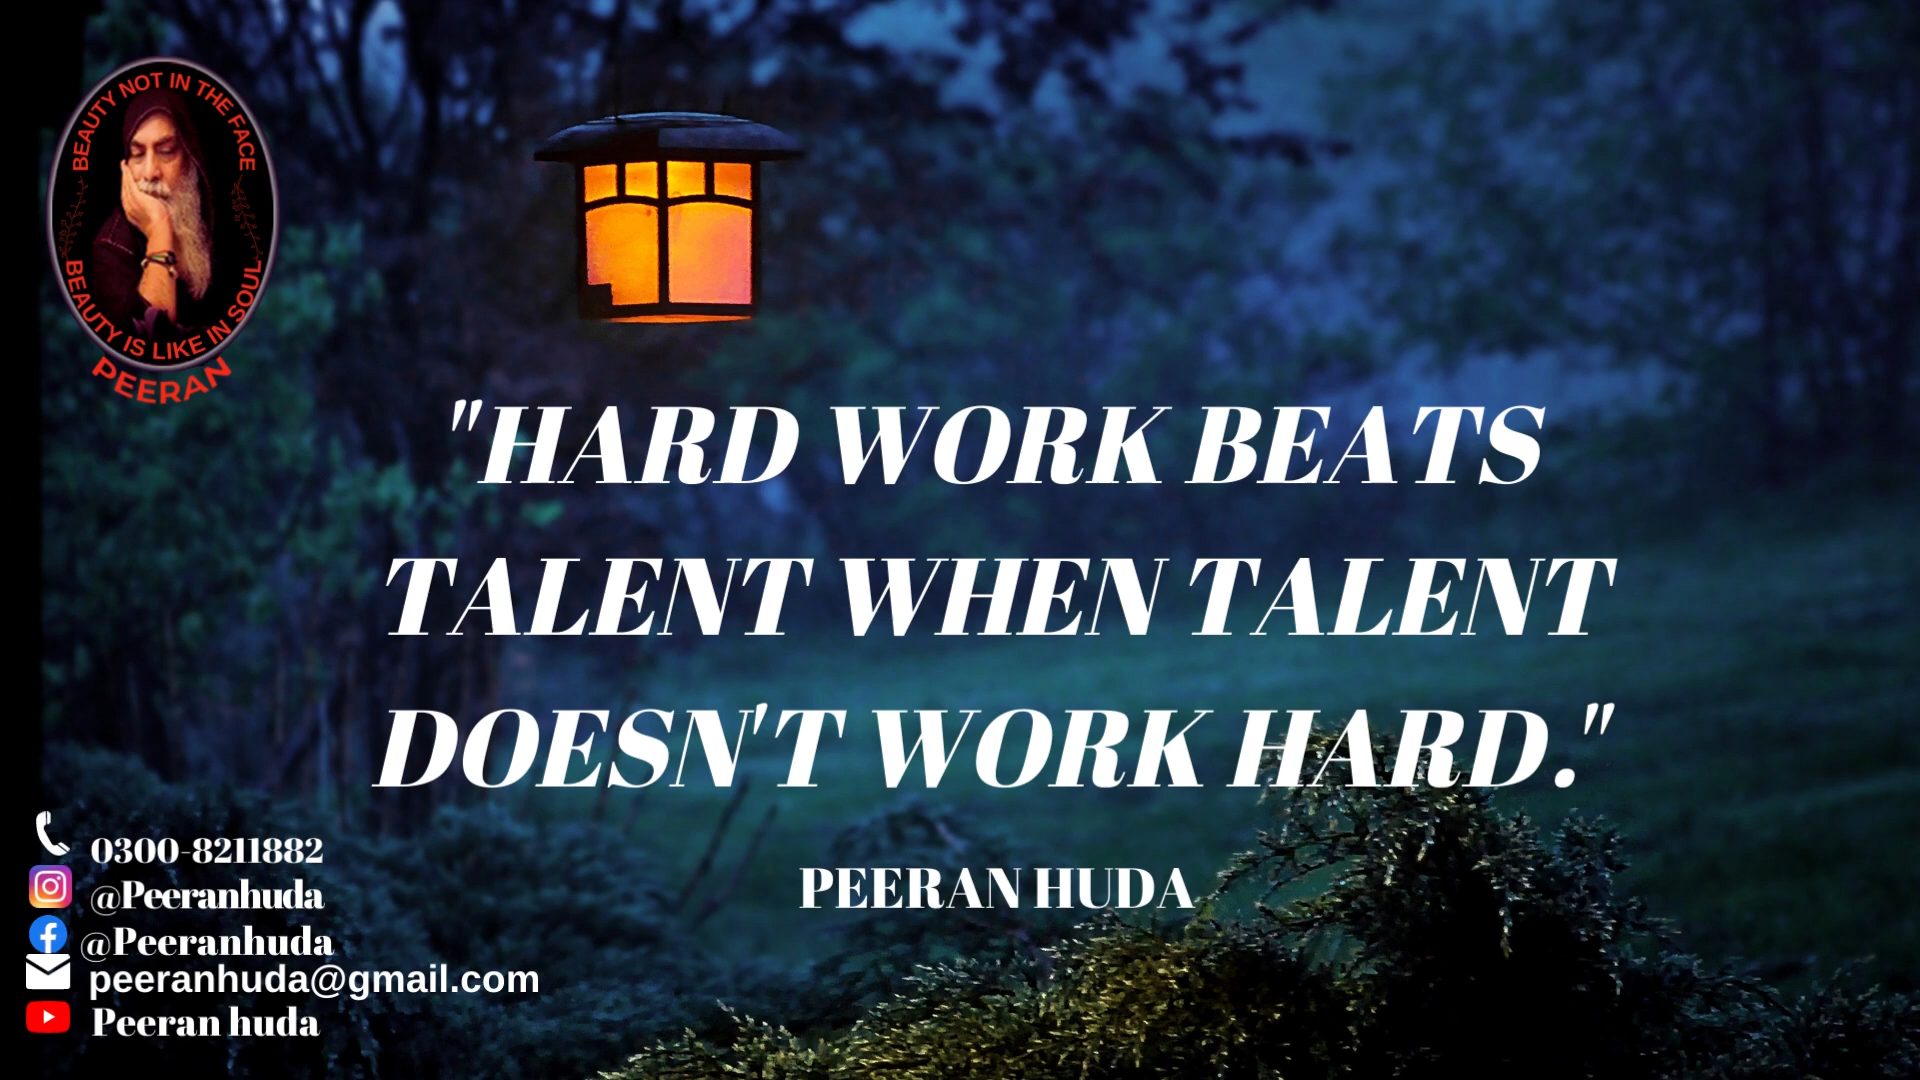 BEAUTY NOT IN THE FACE
BEAUTY IS LIKE IN SOUL
PEERAN
"HARD WORK BEATS
TALENT WHEN TALENT
DOESN'T WORK HARD."
PEERAN HUDA
0300-8211882
@Peeranhuda
@Peeranhuda
peeranhuda@gmail.com
Peeran huda